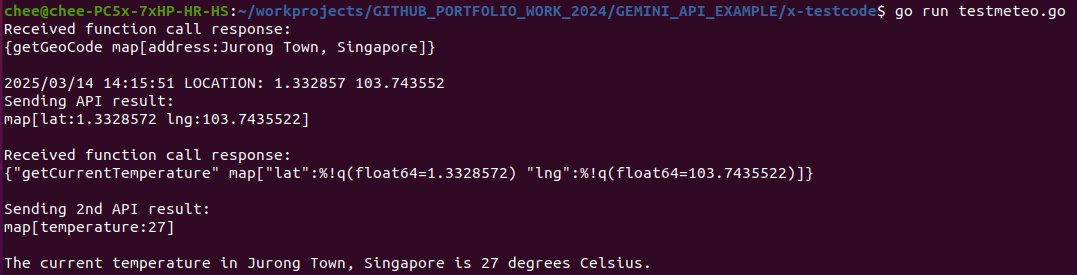 chee@chee-PC5x-7xHP-HR-HS:~/workprojects/GITHUB_PORTFOLIO_WORK_2024/GEMINI_API_EXAMPLE/x-testcode$ go run testmeteo.go
Received function call response:
{getGeoCode map[address:Jurong Town, Singapore]}
2025/03/14 14:15:51 LOCATION: 1.332857 103.743552
Sending API result:
map[lat:1.3328572 lng:103.7435522]
Received function call response:
{"getCurrentTemperature" map["lat":%!q(float64=1.3328572) "lng":%!q(float64=103.7435522)]}
Sending 2nd API result:
map[temperature:27]
The current temperature in Jurong Town, Singapore is 27 degrees Celsius.